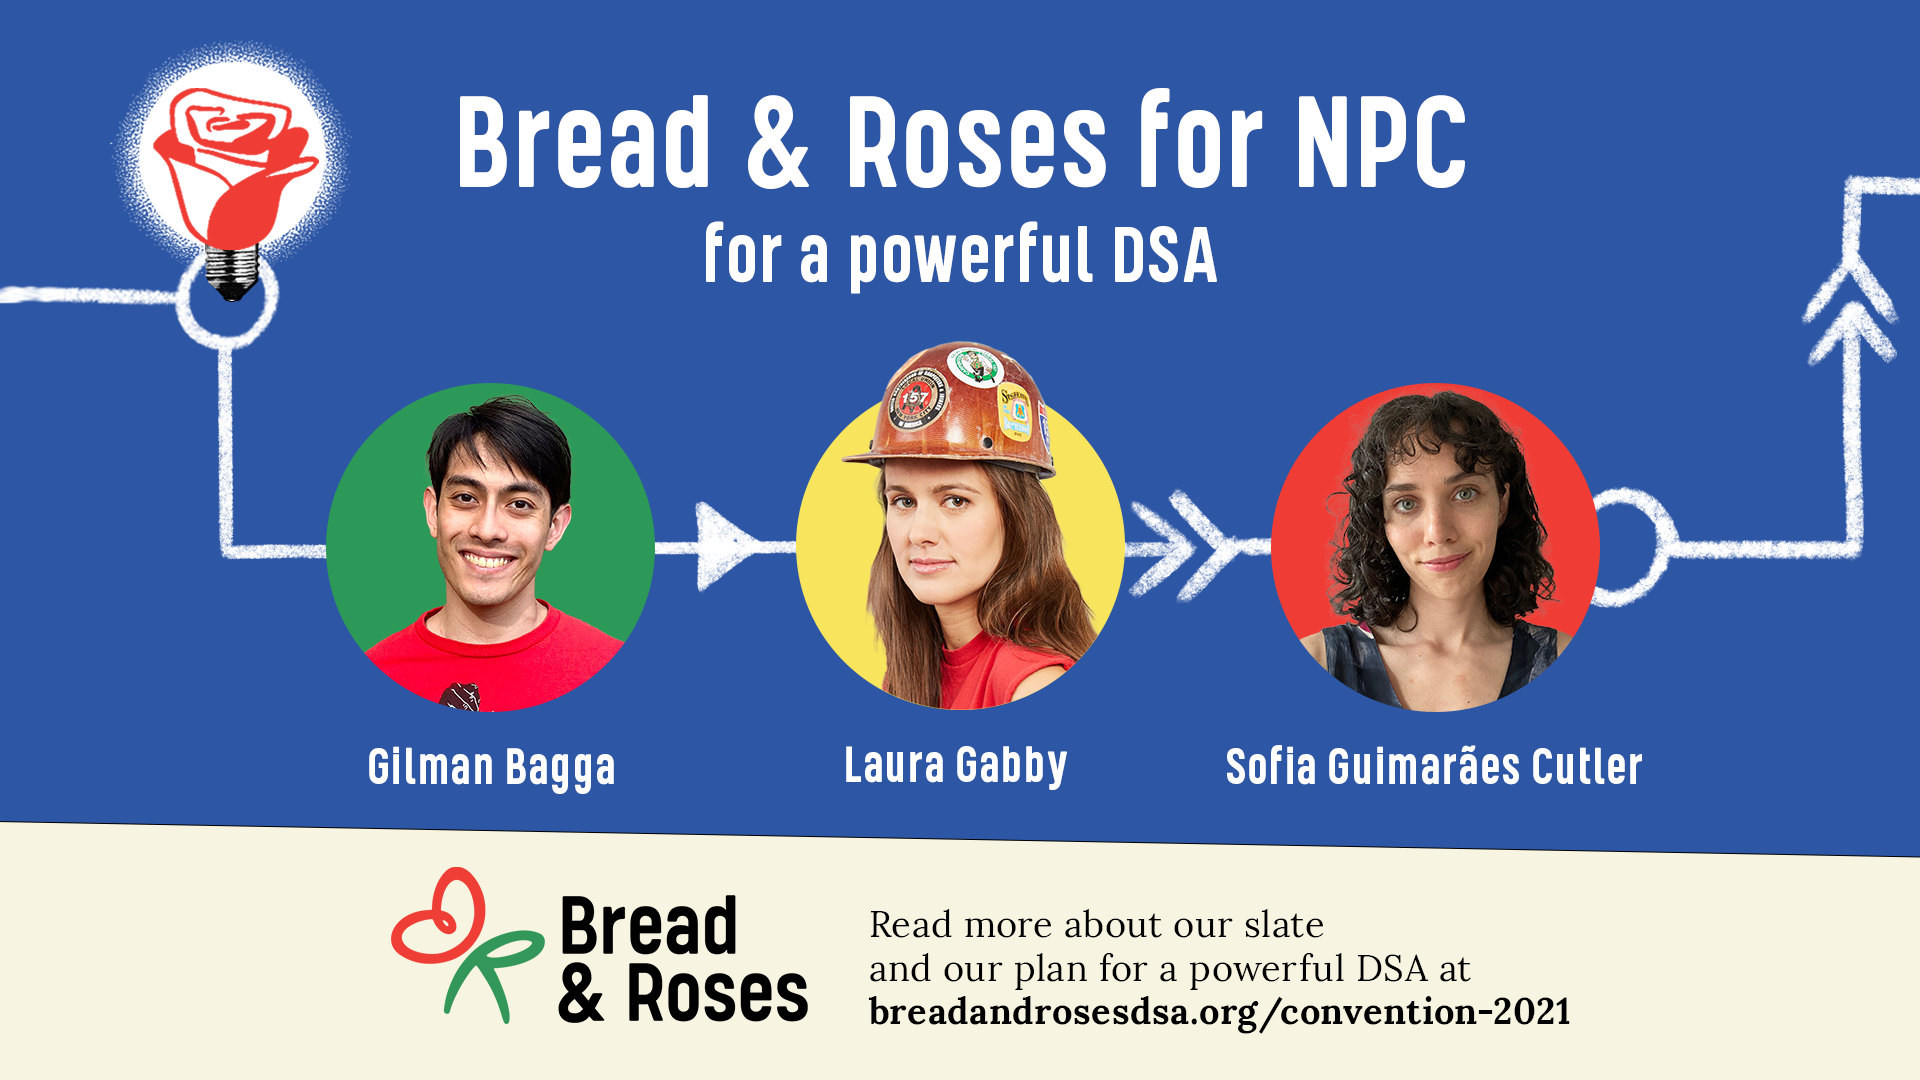 Bread & Roses for NPC
for a powerful DSA
157
Gilman Bagga
Laura Gabby
Sofia Guimarães Cutler
Bread
& Roses
Read more about our slate
and our plan for a powerful DSA at
breadandrosesdsa.org/convention-2021